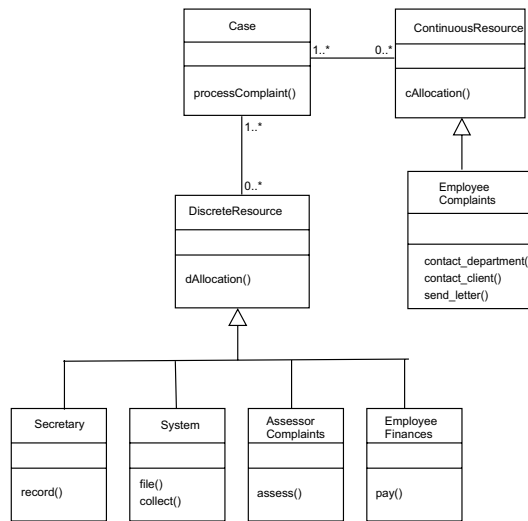 Case
ContinuousResource
1..*
0..*
processComplaint()
cAllocation()
1..*
Employee
Complaints
0..*
DiscreteResource
contact_department(
contact_client()
send_letter()
dAllocation()
Secretary
System
Assessor
Complaints
Employee
Finances
record()
file()
collect()
assess()
pay()